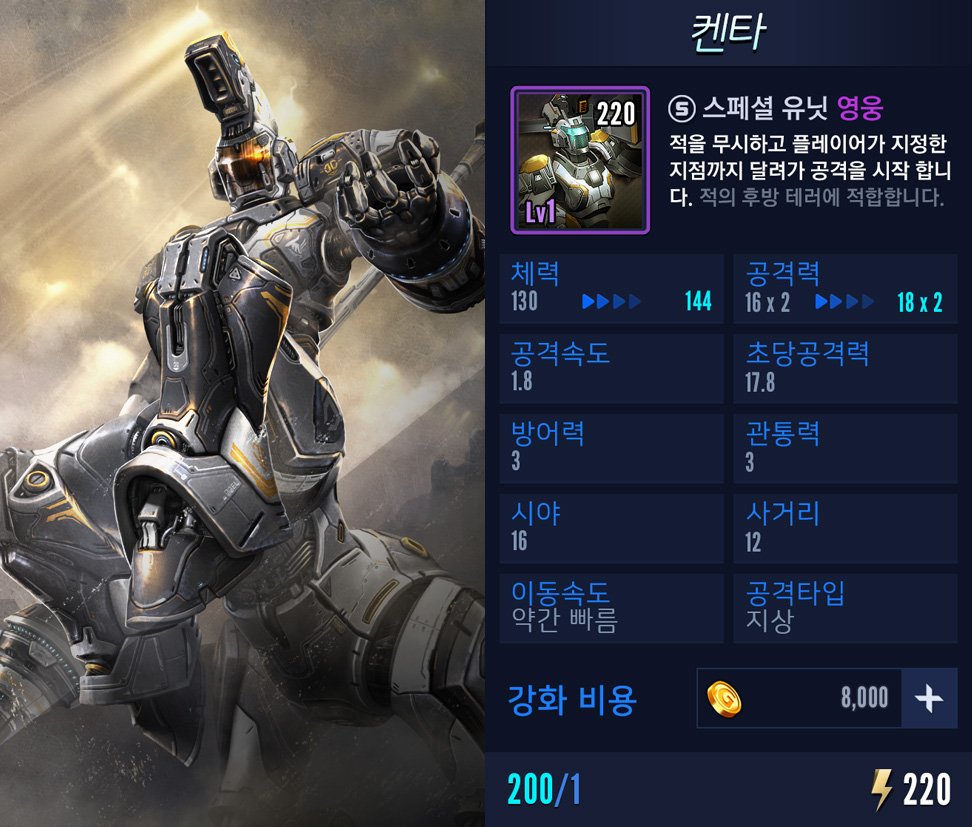 켄타
220
Lv1
S 스페셜 유닛 영웅
적을 무시하고 플레이어가 지정한
지점까지 달려가 공격을 시작 합니
다. 적의 후방 테러에 적합합니다.
체력
130 144
공격력
16 x 2 18 x 2
공격속도
1.8
초당공격력
17.8
방어력
3
관통력
3
시야
16
사거리
12
이동속도
약간 빠름
공격타입
지상
강화 비용 8,000 +
200/1 220